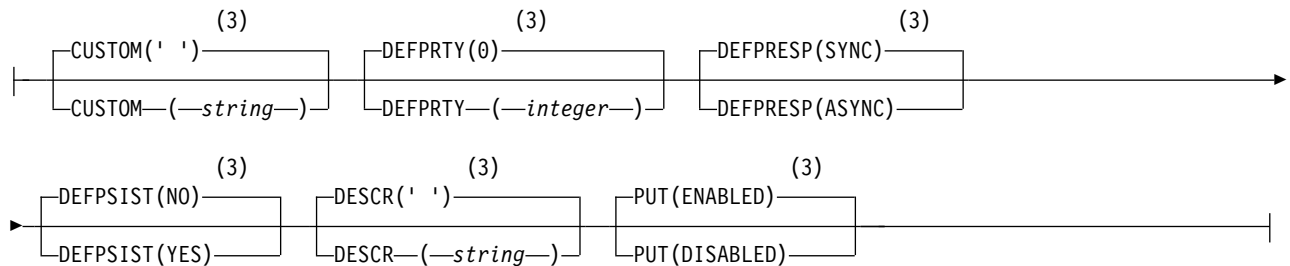 (3) (3) (3)
CUSTOM(' ') DEFPRTY(0) DEFPRESP(SYNC)
CUSTOM (string) DEFPRTY (integer) DEFPRESP(ASYNC)
(3) (3) (3)
DEFPSIST(NO) DESCR(' ') PUT(ENABLED)
DEFPSIST(YES) DESCR (string) PUT(DISABLED)